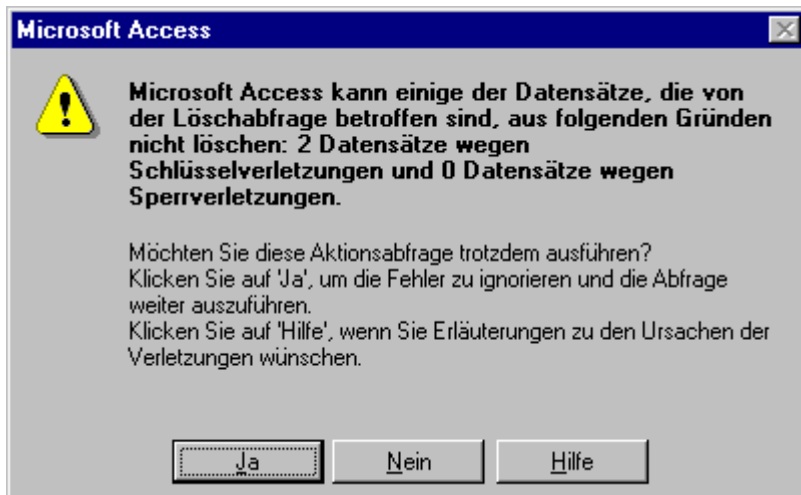 Microsoft Access
Microsoft Access kann einige der Datensätze, die von
der Löschabfrage betroffen sind, aus folgenden Gründen
nicht löschen: 2 Datensätze wegen
Schlüsselverletzungen und 0 Datensätze wegen
Sperrverletzungen.
Möchten Sie diese Aktionsabfrage trotzdem ausführen?
Klicken Sie auf 'Ja', um die Fehler zu ignorieren und die Abfrage
weiter auszuführen.
Klicken Sie auf 'Hilfe', wenn Sie Erläuterungen zu den Ursachen der
Verletzungen wünschen.
Ja Nein Hilfe